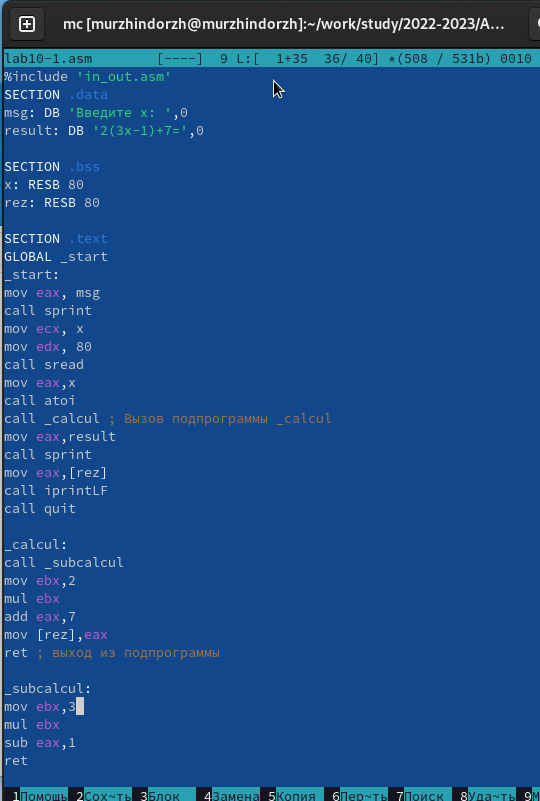 mc [murzhindorzh@murzhindorzh]:~/work/study/2022-2023/А…
lab10-1.asm [----] 9 L:[ 1+35 36/ 40] *(508 / 531b) 0010
%include 'in_out.asm'
SECTION .data
msg: DB 'Введите x: ',0
result: DB '2(3x-1)+7=',0
SECTION .bss
x: RESB 80
rez: RESB 80
SECTION .text
GLOBAL _start
_start:
mov eax, msg
call sprint
mov ecx, x
mov edx, 80
call sread
mov eax,x
call atoi
call _calcul ; Вызов подпрограммы _calcul
mov eax,result
call sprint
mov eax,[rez]
call iprintLF
call quit
_calcul:
call _subcalcul
mov ebx,2
mul ebx
add eax,7
mov [rez],eax
ret ; выход из подпрограммы
_subcalcul:
mov ebx,3
mul ebx
sub eax,1
ret
1Помощь 2Сох~ть 3Блок 4Замена 5Копия 6Пер~ть 7Поиск 8Уда~ть 9М